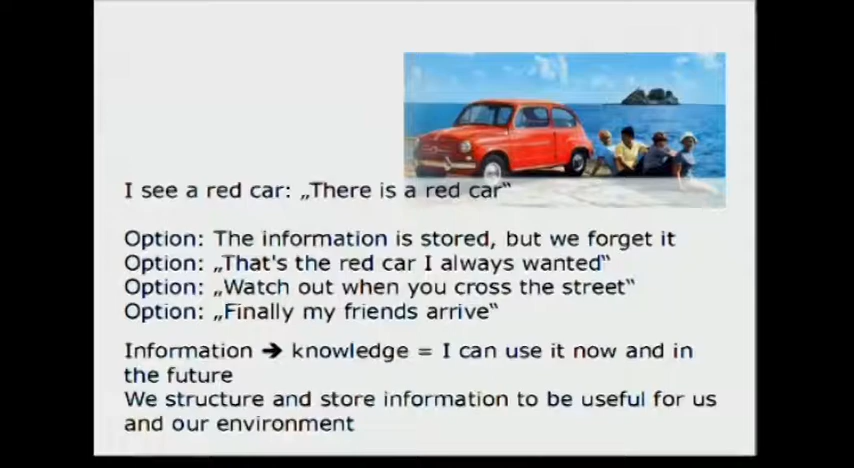 I see a red car: „There is a red car“
Option: The information is stored, but we forget it
Option: „That's the red car I always wanted“
Option: „Watch out when you cross the street“
Option: „Finally my friends arrive“
Information ➔ knowledge = I can use it now and in
the future
We structure and store information to be useful for us
and our environment